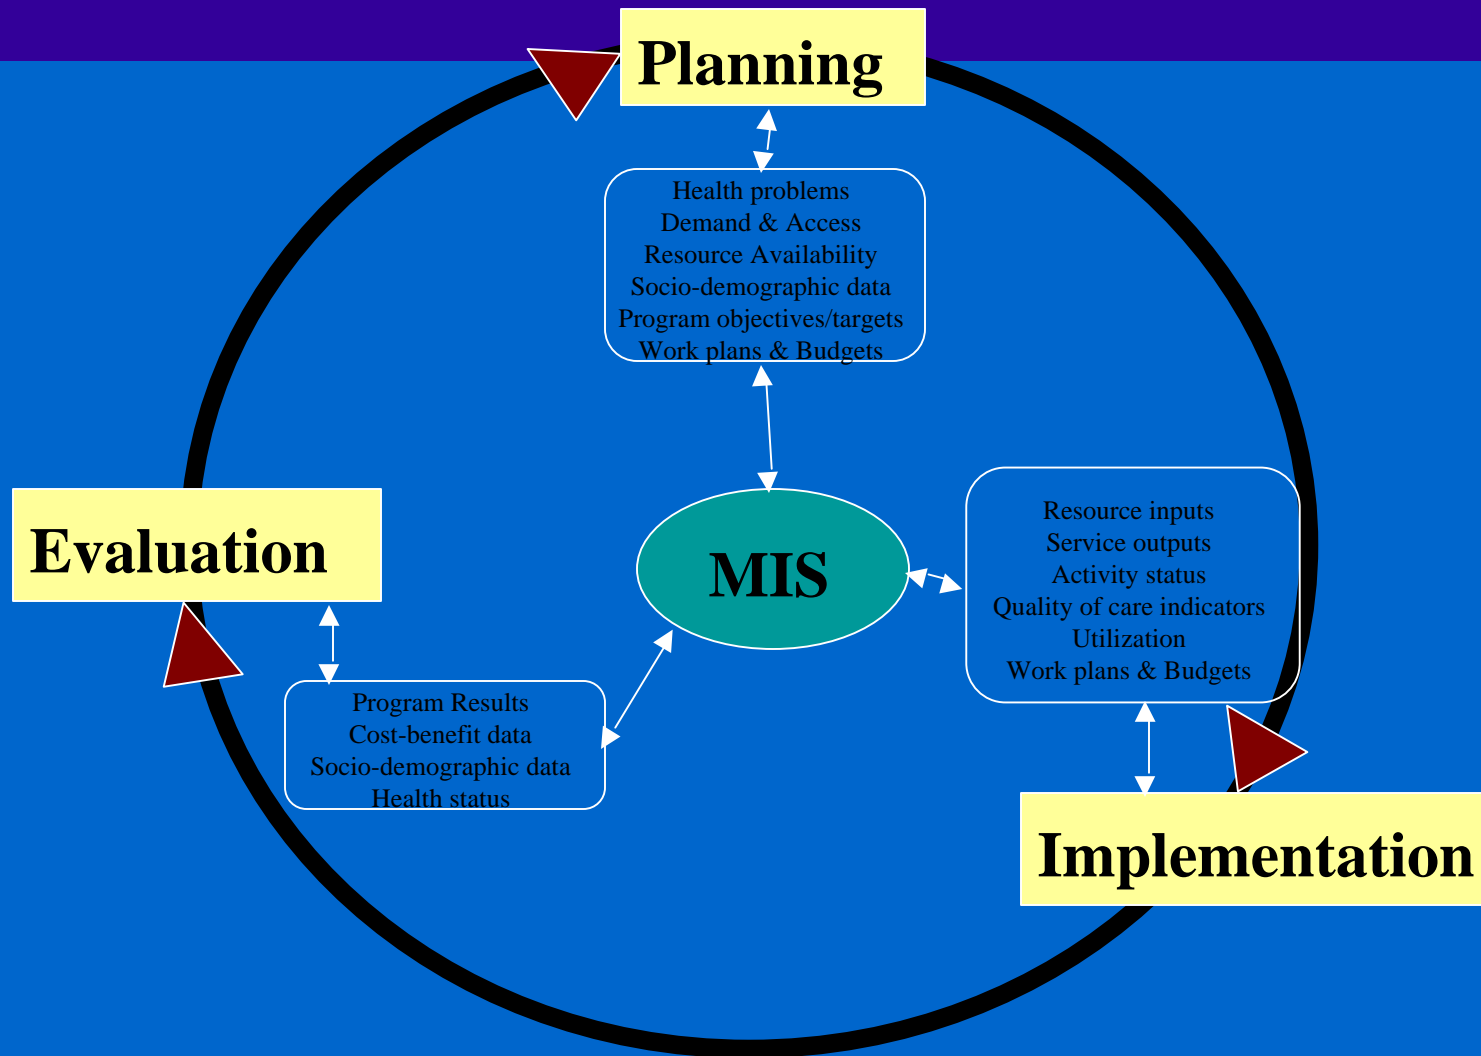 Planning
Health problems
Demand & Access
Resource Availability
Socio-demographic data
Program objectives/targets
Work plans & Budgets
Evaluation
MIS
Resource inputs
Service outputs
Activity status
Quality of care indicators
Utilization
Work plans & Budgets
Program Results
Cost-benefit data
Socio-demographic data
Health status
Implementation